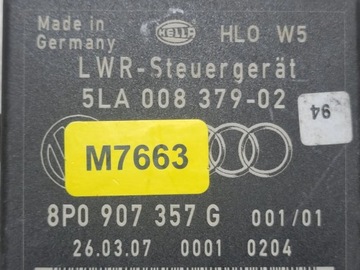 Made in
Germany
HELLA
HLO W5
LWR-Steuergerät
5LA 008 379-02
94
M7663
8P0 907 357 G
001/01
26.03.07 0001 0204